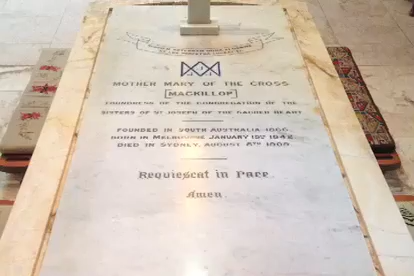 MOTHER MARY OF THE CROSS
[MACKILLOP]
FOUNDRESS OF THE CONGREGATION OF THE
SISTERS OF ST JOSEPH OF THE SACRED HEART
FOUNDED IN SOUTH AUSTRALIA 1866.
BORN IN MELBOURNE JANUARY 15TH 1842.
DIED IN SYDNEY, AUGUST 8TH 1909.
Requiescat in Pace
Amen